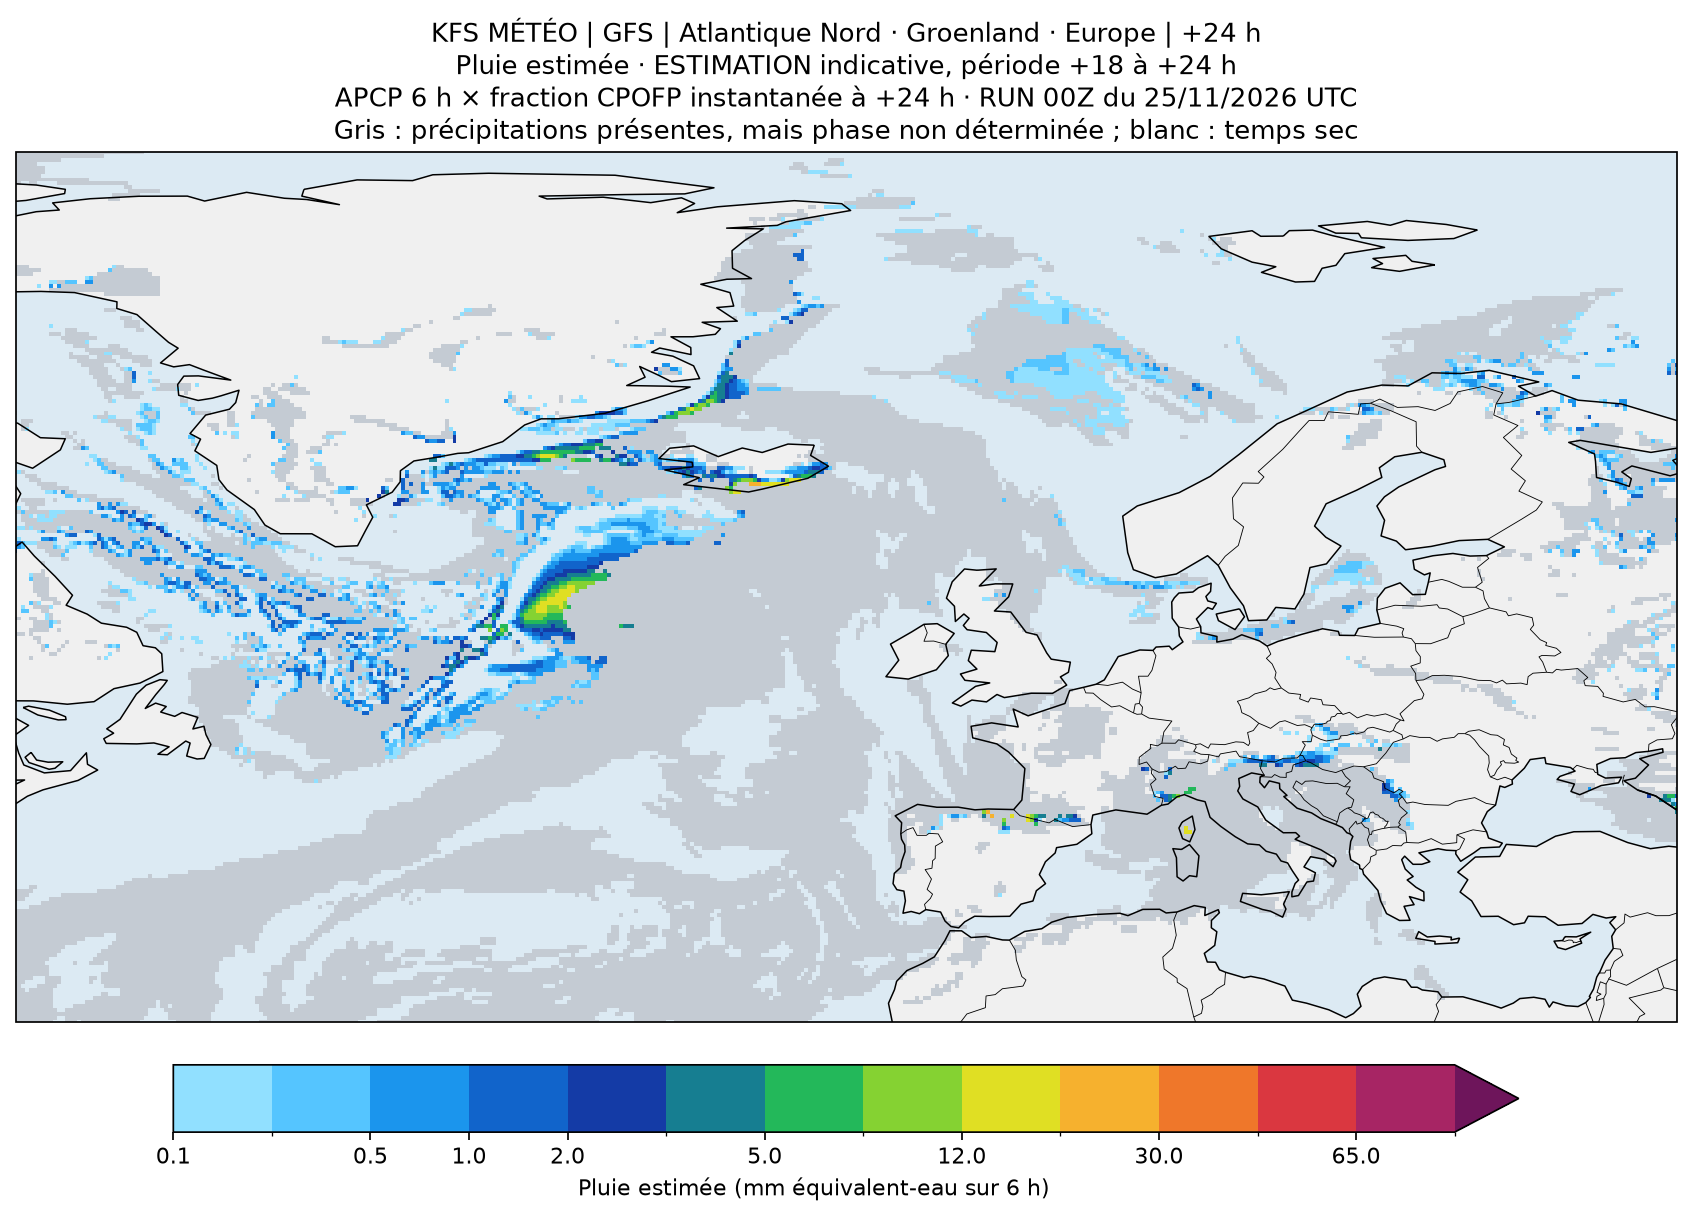 KFS MÉTÉO | GFS | Atlantique Nord · Groenland · Europe | +24 h
Pluie estimée · ESTIMATION indicative, période +18 à +24 h
APCP 6 h × fraction CPOFP instantanée à +24 h · RUN 00Z du 25/11/2026 UTC
Gris : précipitations présentes, mais phase non déterminée ; blanc : temps sec
0.1 0.5 1.0 2.0 5.0 12.0 30.0 65.0
Pluie estimée (mm équivalent-eau sur 6 h)